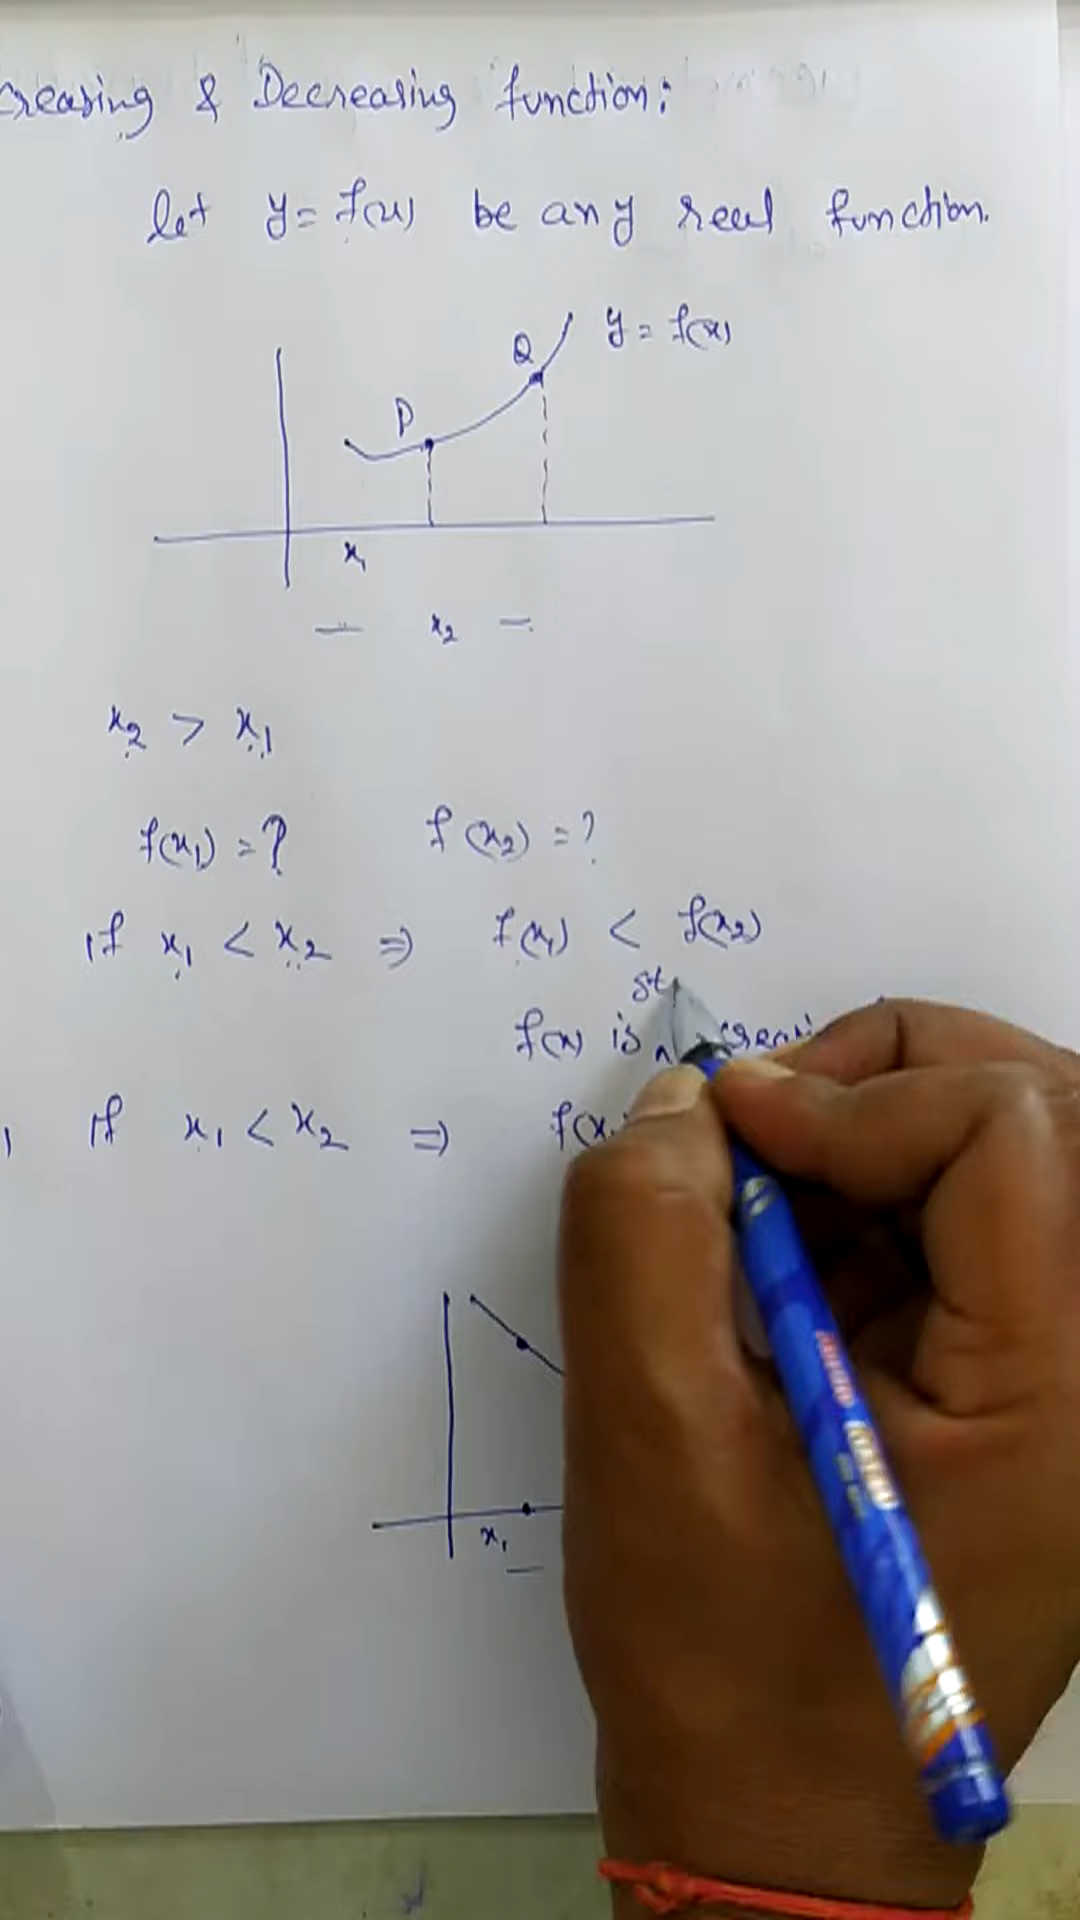 creasing & Decreasing function:
let y = f(x) be any real function.
Q y = f(x)
P
x₁
— x₂ —
x₂ > x₁
f(x₁) = ? f(x₂) = ?
if x₁ < x₂ ⇒ f(x₁) < f(x₂)
st
f(x) is
if x₁ < x₂ ⇒ f(x
x₁